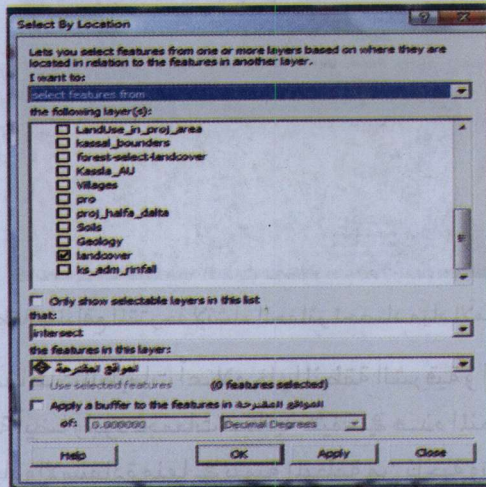 Select By Location
Lets you select features from one or more layers based on where they are
located in relation to the features in another layer.
I want to:
select features from
the following layer(s):
LandUse_in_proj_area
kassal_bounders
forest-select-landcover
Kassla_AU
Villages
pro
proj_halfa_dalta
Soils
Geology
landcover
ks_adm_rinfall
Only show selectable layers in this list
that:
intersect
the features in this layer:
المواقع المقترحة
Use selected features (0 features selected)
Apply a buffer to the features in المواقع المقترحة
of: 0.000000 Decimal Degrees
Help OK Apply Close